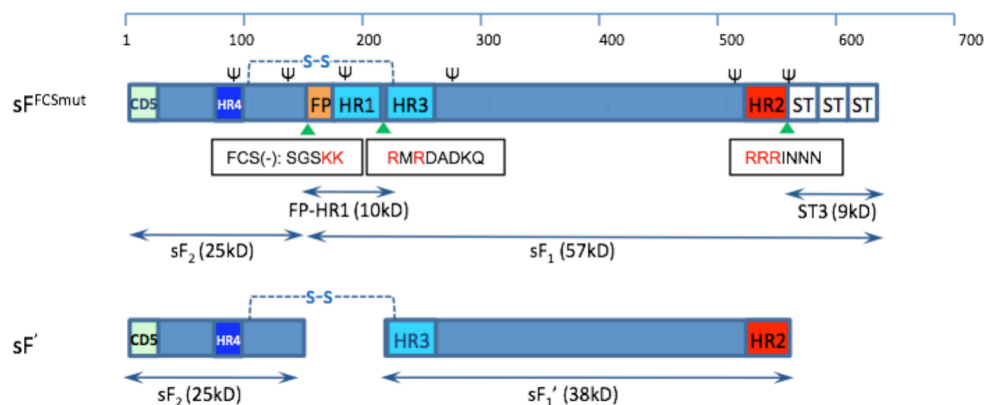 1 100 200 300 400 500 600 700
S-S
Ψ Ψ Ψ Ψ Ψ Ψ
sF^FCSmut CD5 HR4 FP HR1 HR3 HR2 ST ST ST
FCS(-): SGSKK RMRDADKQ RRRINNN
FP-HR1 (10kD) ST3 (9kD)
sF₂ (25kD) sF₁ (57kD)
S-S
sF' CD5 HR4 HR3 HR2
sF₂ (25kD) sF₁' (38kD)